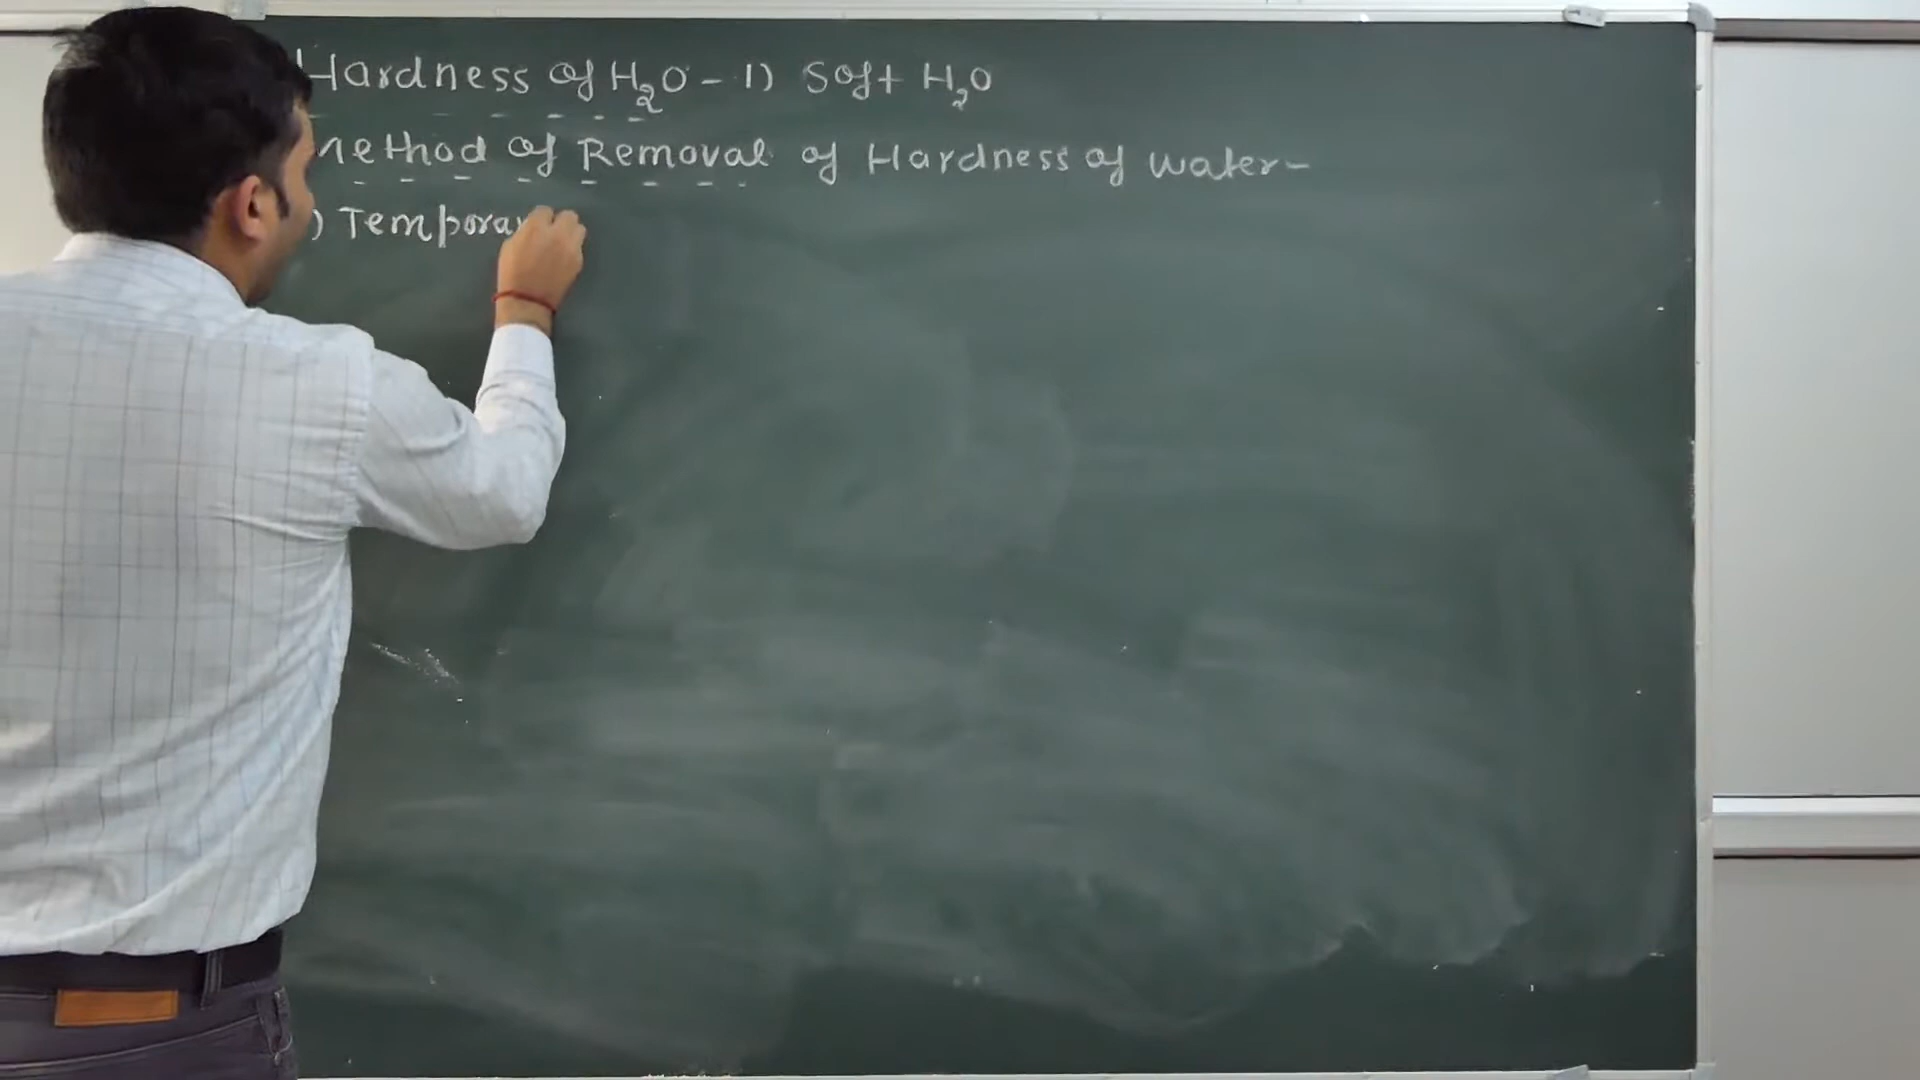 Hardness of H₂O - 1) Soft H₂O
Method of Removal of Hardness of water -
) Temporar